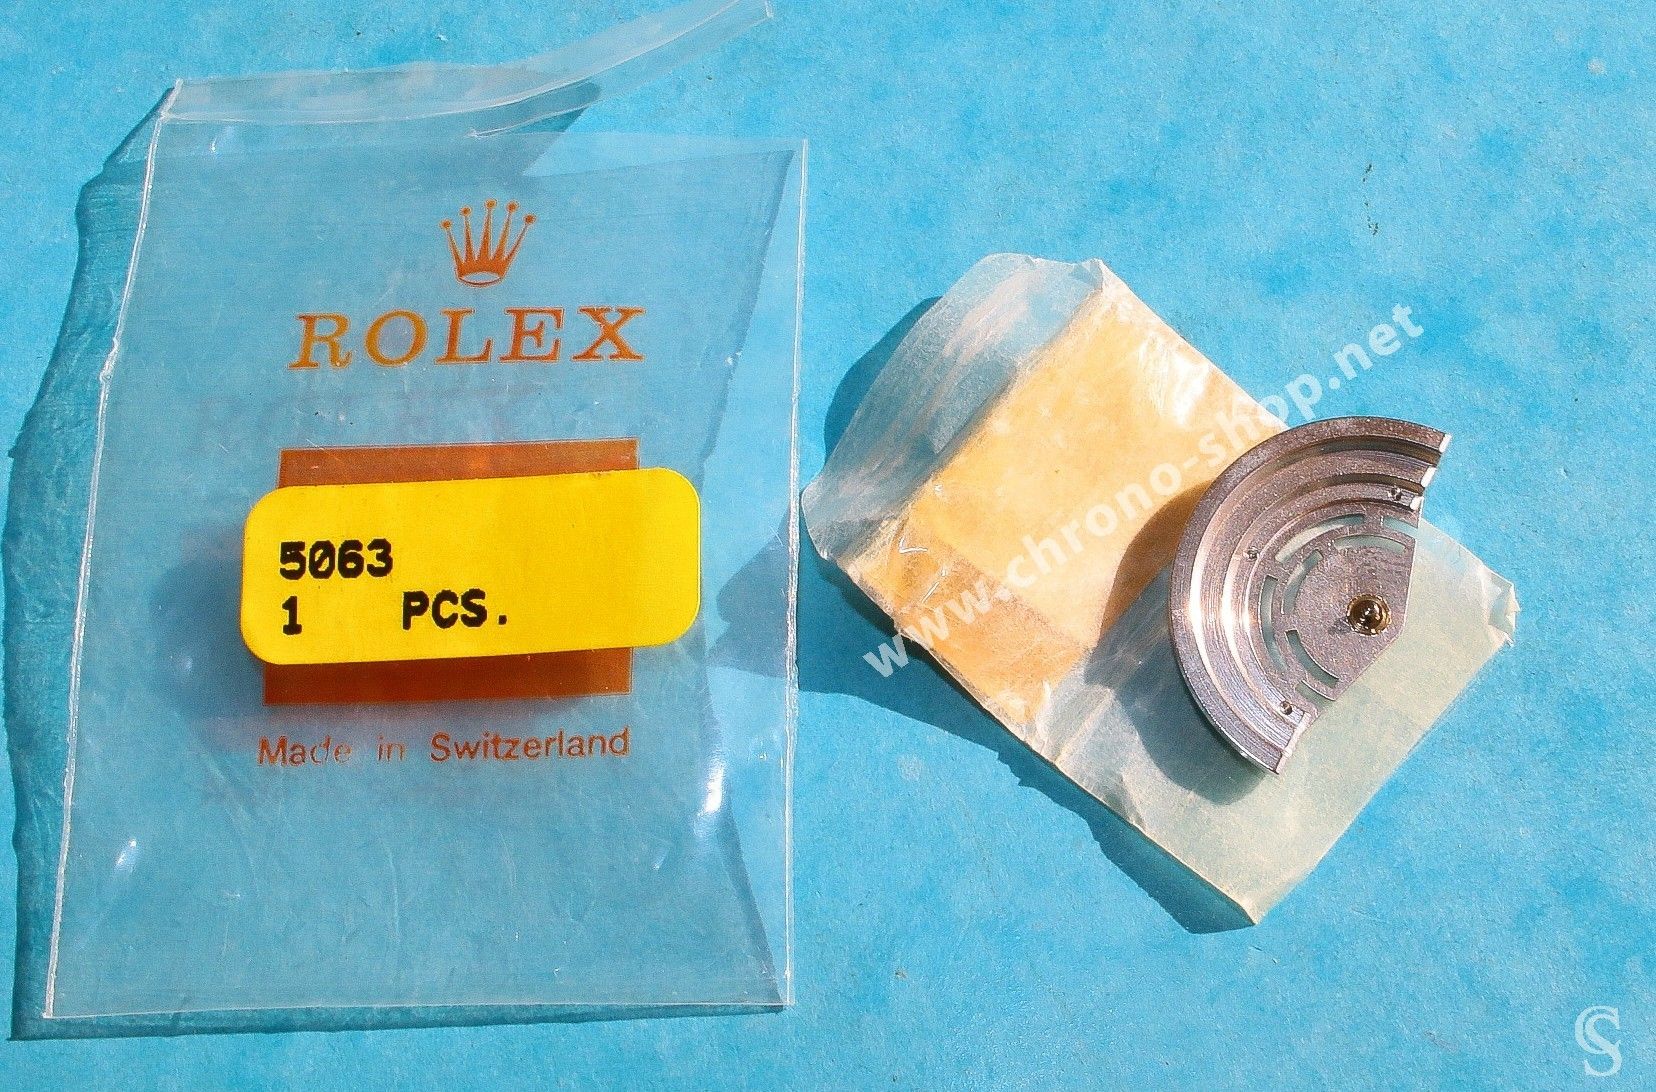 ROLEX
5063
1 PCS.
Made in Switzerland
www.chrono-shop.net